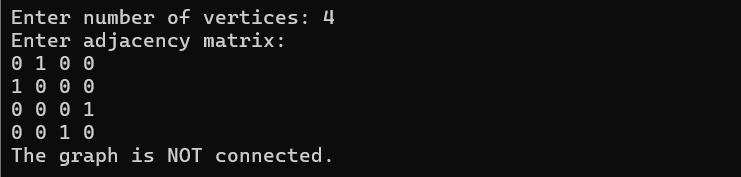 Enter number of vertices: 4
Enter adjacency matrix:
0 1 0 0
1 0 0 0
0 0 0 1
0 0 1 0
The graph is NOT connected.